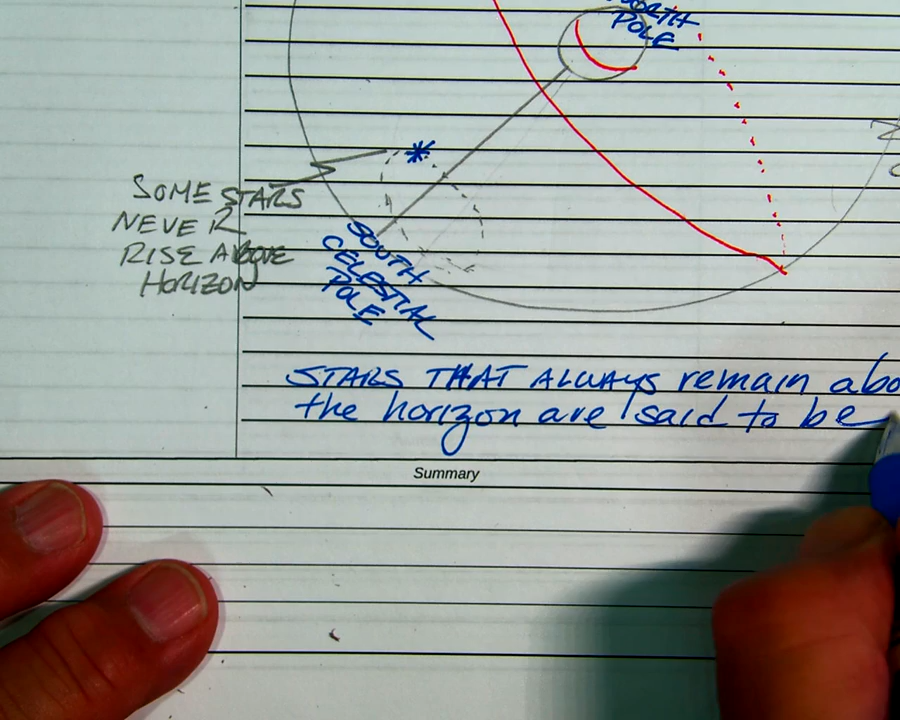 NORTH
POLE
SOME STARS
NEVER
RISE ABOVE
HORIZON
SOUTH
CELESTIAL
POLE
STARS THAT ALWAYS remain abo
the horizon are said to be
Summary